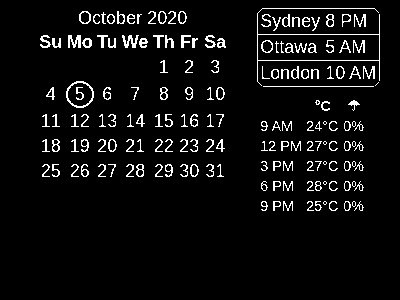 October 2020
Su Mo Tu We Th Fr Sa
1 2 3
4 5 6 7 8 9 10
11 12 13 14 15 16 17
18 19 20 21 22 23 24
25 26 27 28 29 30 31
Sydney 8 PM
Ottawa 5 AM
London 10 AM
°C ☂
9 AM 24°C 0%
12 PM 27°C 0%
3 PM 27°C 0%
6 PM 28°C 0%
9 PM 25°C 0%